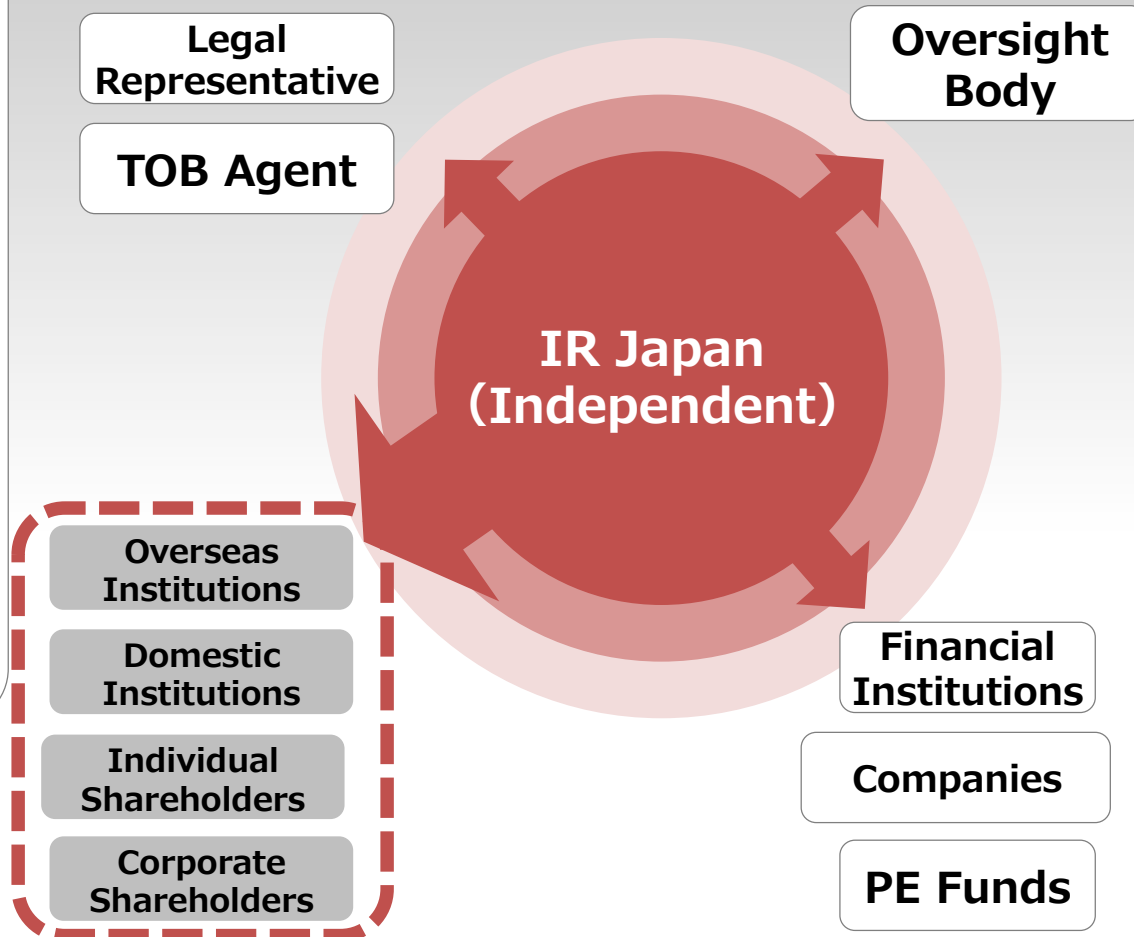 Legal
Representative
TOB Agent
Oversight
Body
IR Japan
（Independent）
Overseas
Institutions
Domestic
Institutions
Individual
Shareholders
Corporate
Shareholders
Financial
Institutions
Companies
PE Funds